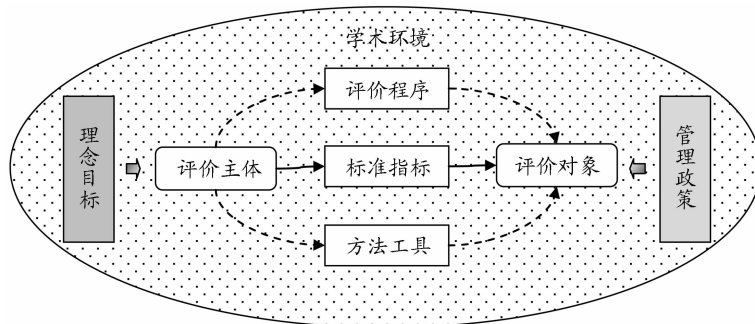 学术环境
评价程序
理念目标
评价主体
标准指标
评价对象
管理政策
方法工具